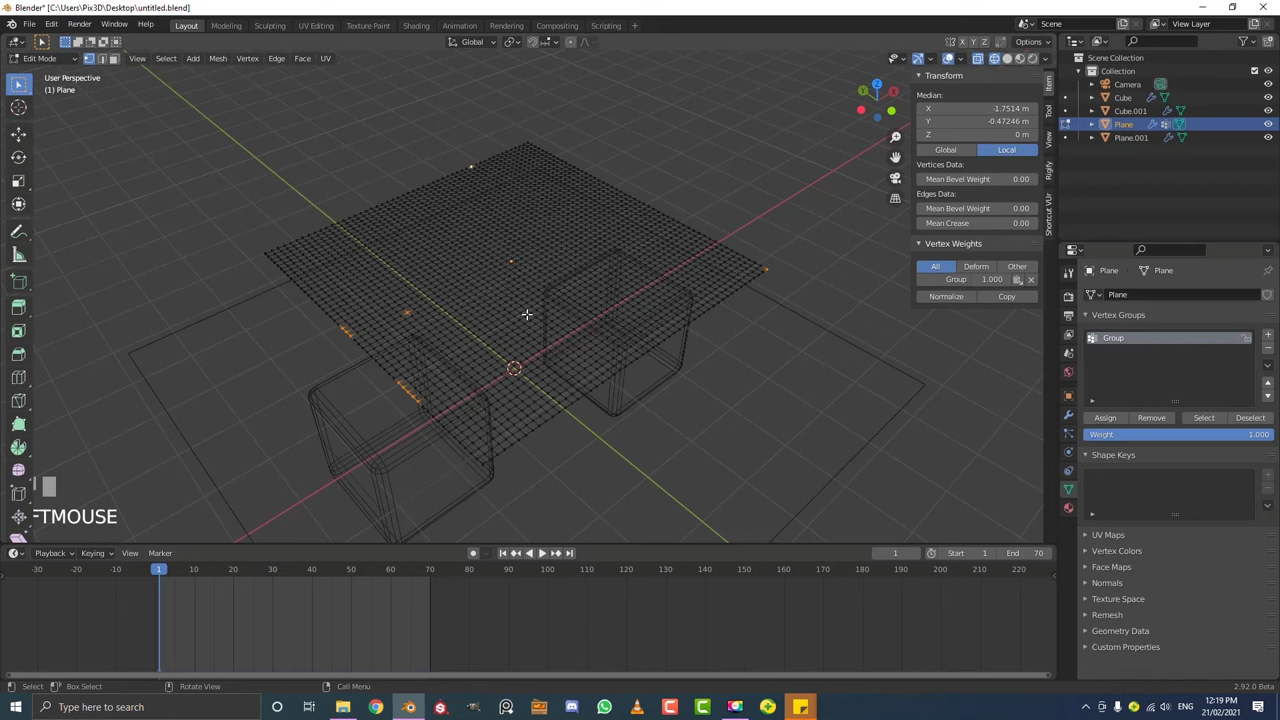 Blender* [C:\Users\Pix3D\Desktop\untitled.blend]
File Edit Render Window Help Layout Modeling Sculpting UV Editing Texture Paint Shading Animation Rendering Compositing Scripting + Scene View Layer
Global X Y Z Options
Edit Mode View Select Add Mesh Vertex Edge Face UV
User Perspective
(1) Plane
Transform
Median:
X -1.7514 m
Y -0.47246 m
Z 0 m
Global Local
Vertices Data:
Mean Bevel Weight 0.00
Edges Data:
Mean Bevel Weight 0.00
Mean Crease 0.00
Vertex Weights
All Deform Other
Group 1.000
Normalize Copy
Item
Tool
View
Rigify
Shortcut VUr
Z
Y
X
Scene Collection
Collection
Camera
Cube
Cube.001
Plane
Plane.001
Plane Plane
Plane
Vertex Groups
Group
Assign Remove Select Deselect
Weight 1.000
Shape Keys
UV Maps
Vertex Colors
Face Maps
Normals
Texture Space
Remesh
Geometry Data
Custom Properties
FTMOUSE
Playback Keying View Marker 1 Start 1 End 70
-30 -20 -10 1 10 20 30 40 50 60 70 80 90 100 110 120 130 140 150 160 170 180 190 200 210 220
Select Box Select Rotate View Call Menu 2.92.0 Beta
Type here to search ENG 12:19 PM
21/02/2021